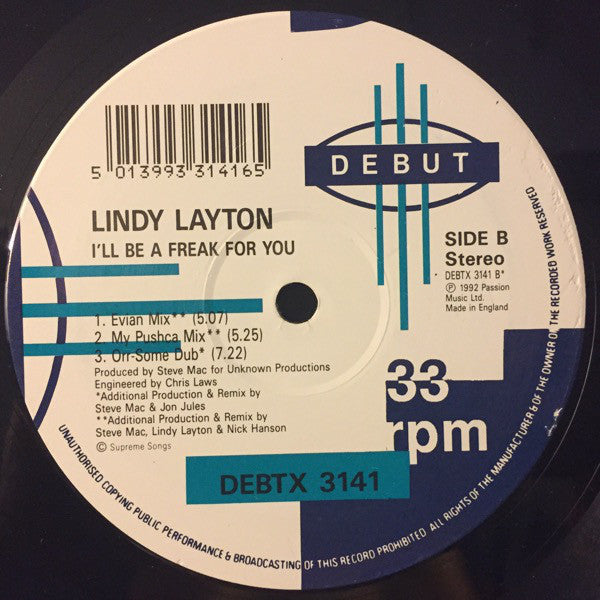 5 013993 314165
DEBUT
LINDY LAYTON
I'LL BE A FREAK FOR YOU
SIDE B
Stereo
DEBTX 3141 B*
Ⓟ 1992 Passion
Music Ltd.
Made in England
1. Evian Mix** (5.07)
2. My Pushca Mix** (5.25)
3. Orr-Some Dub* (7.22)
Produced by Steve Mac for Unknown Productions
Engineered by Chris Laws
*Additional Production & Remix by
Steve Mac & Jon Jules
**Additional Production & Remix by
Steve Mac, Lindy Layton & Nick Hanson
© Supreme Songs
33
rpm
DEBTX 3141
UNAUTHORISED COPYING PUBLIC PERFORMANCE & BROADCASTING OF THIS RECORD PROHIBITED. ALL RIGHTS OF THE MANUFACTURER & OF THE OWNER OF THE RECORDED WORK RESERVED